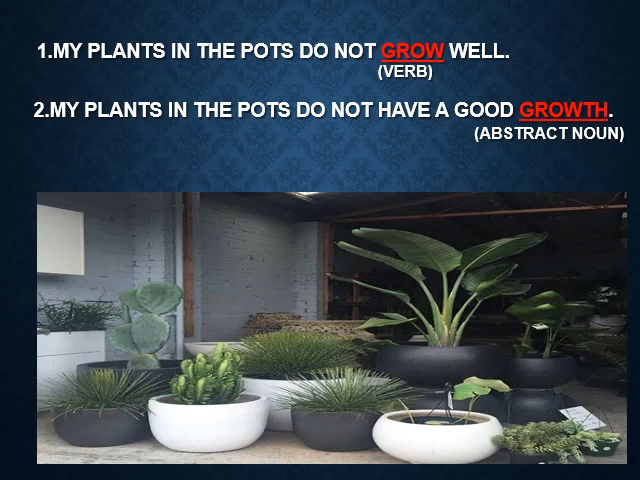 1.MY PLANTS IN THE POTS DO NOT GROW WELL.
(VERB)
2.MY PLANTS IN THE POTS DO NOT HAVE A GOOD GROWTH.
(ABSTRACT NOUN)